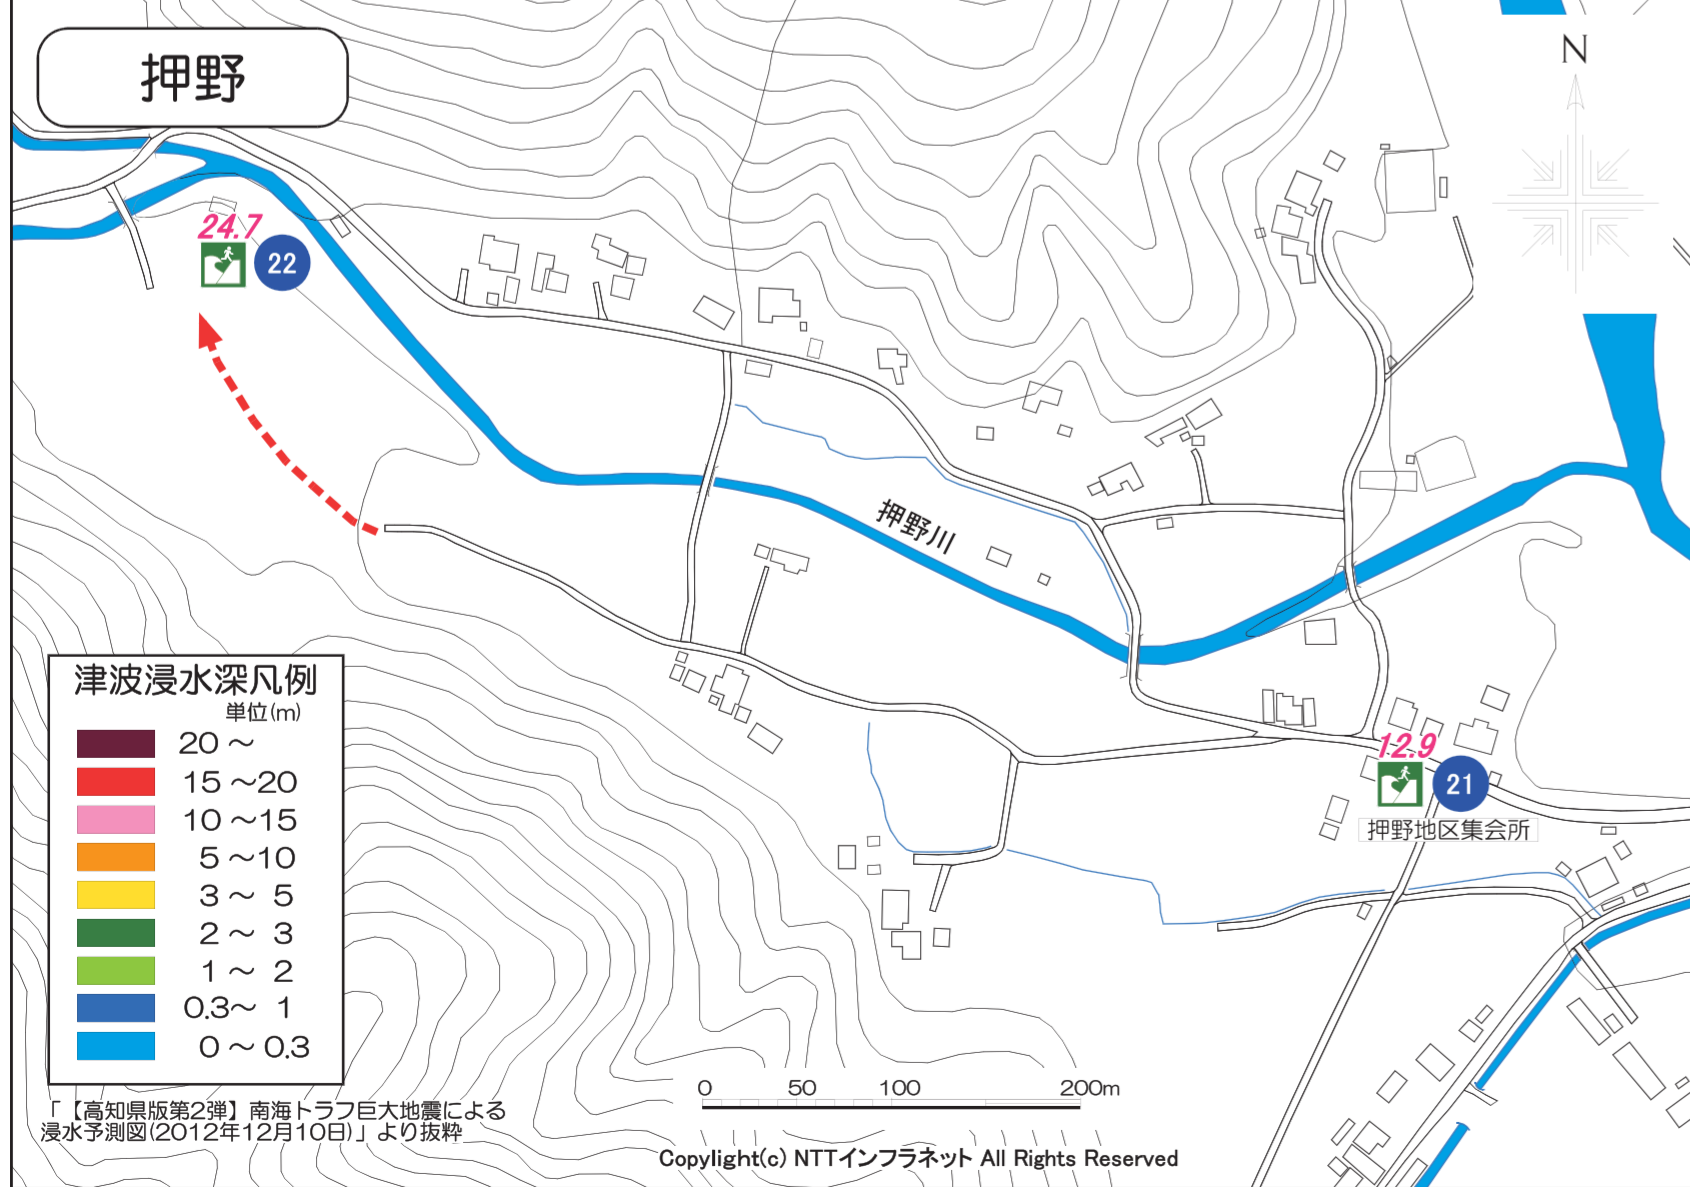 押野
N
24.7
22
押野川
12.9
21
押野地区集会所
津波浸水深凡例
単位(m)
20～
15～20
10～15
5～10
3～ 5
2～ 3
1～ 2
0.3～ 1
0～0.3
「【高知県版第2弾】南海トラフ巨大地震による
浸水予測図(2012年12月10日)」より抜粋
0 50 100 200m
Copylight(c) NTTインフラネット All Rights Reserved